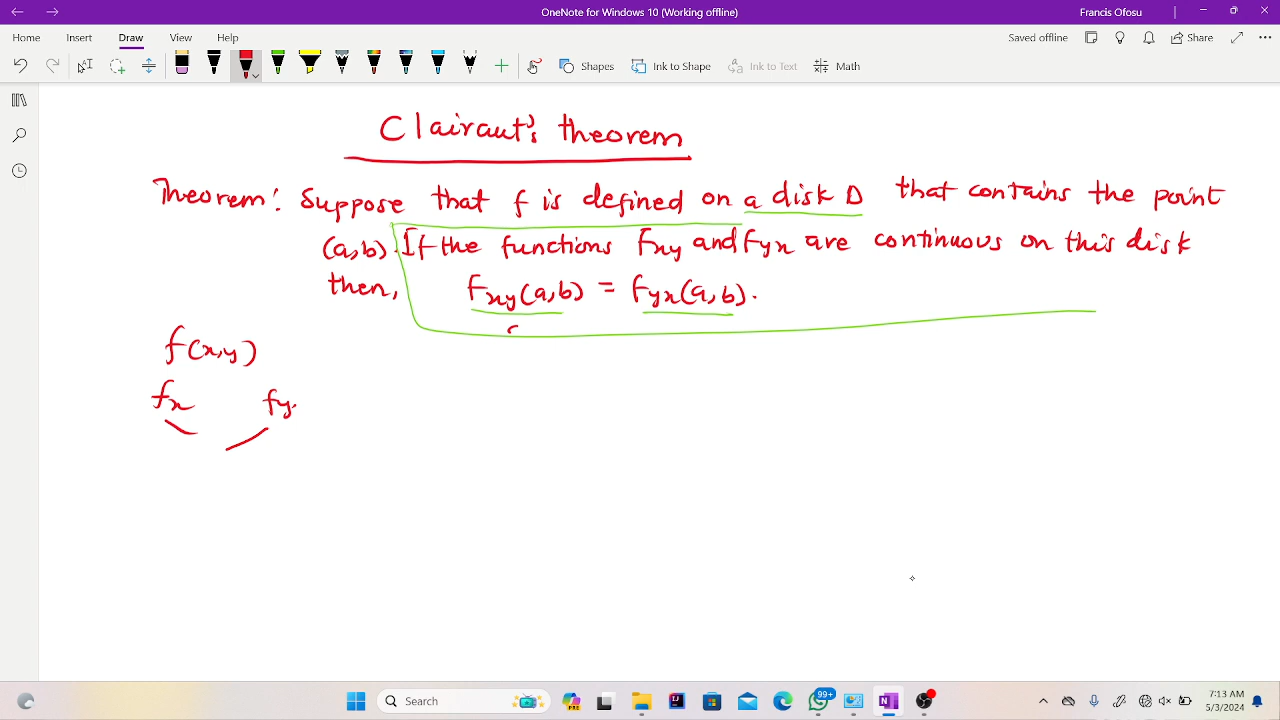 OneNote for Windows 10 (Working offline)
Francis Ofosu
Home Insert Draw View Help
Saved offline
Share
Shapes
Ink to Shape
Ink to Text
Math
Clairaut's theorem
Theorem: Suppose that f is defined on a disk D that contains the point
(a,b). If the functions fxy and fyx are continuous on this disk
then, fxy(a,b) = fyx(a,b).
f(x,y)
fx fy.
Search
PRE
99+
7:13 AM
5/3/2024